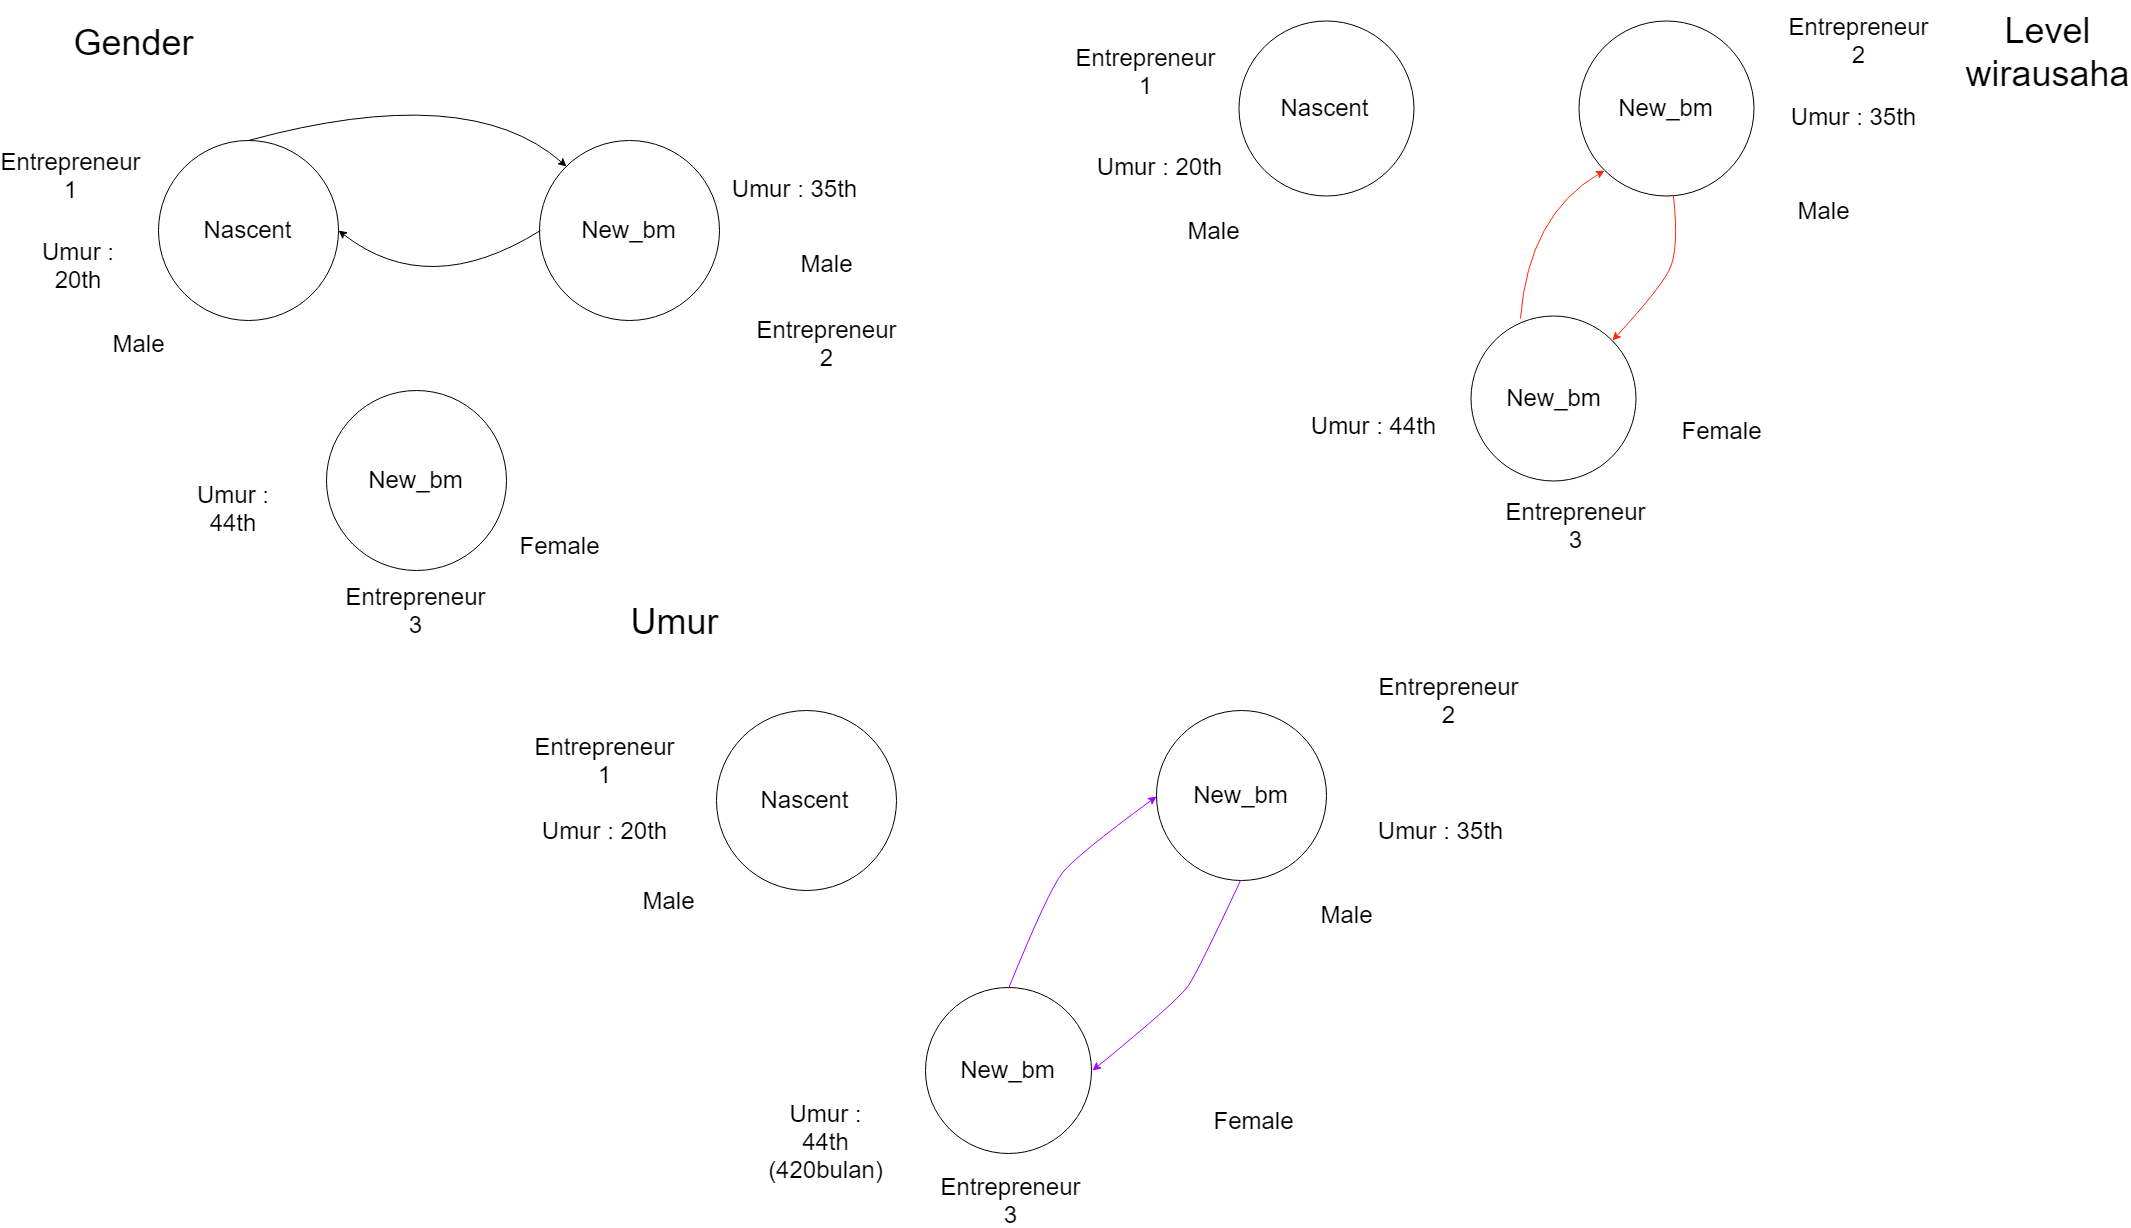 Gender
Entrepreneur
1
Umur :
20th
Male
Nascent
New_bm
Umur : 35th
Male
Entrepreneur
2
New_bm
Umur :
44th
Female
Entrepreneur
3
Level
wirausaha
Entrepreneur
1
Umur : 20th
Male
Nascent
New_bm
Entrepreneur
2
Umur : 35th
Male
New_bm
Umur : 44th
Female
Entrepreneur
3
Umur
Entrepreneur
1
Umur : 20th
Male
Nascent
New_bm
Entrepreneur
2
Umur : 35th
Male
New_bm
Umur :
44th
(420bulan)
Female
Entrepreneur
3